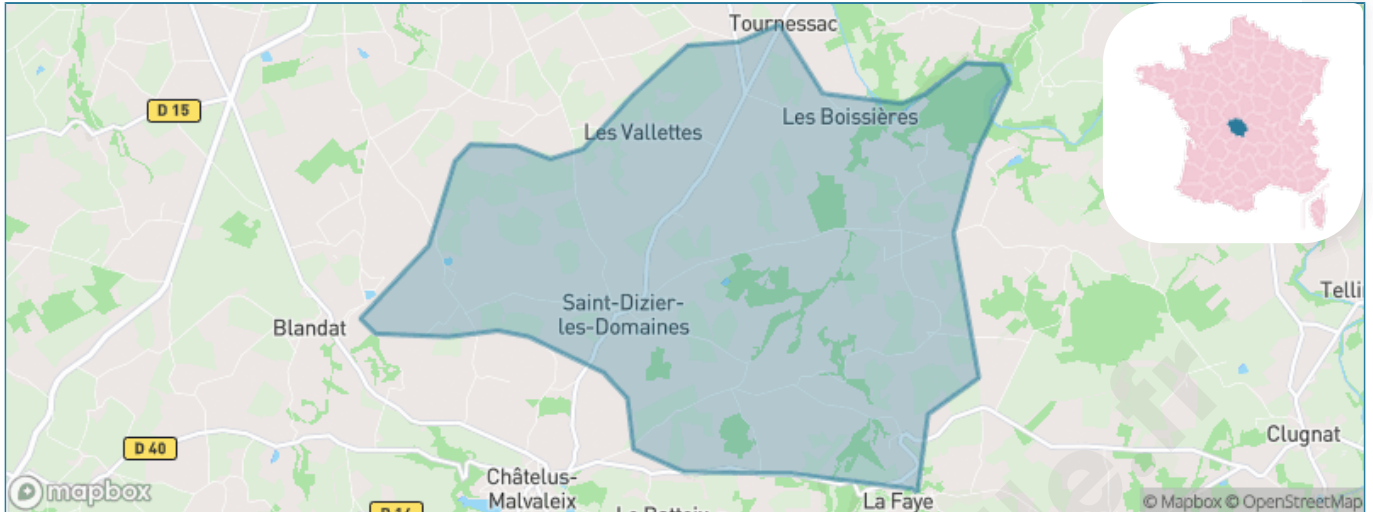 Tournessac
D 15
Les Boissières
Les Vallettes
Saint-Dizier-
les-Domaines
Blandat
Clugnat
D 40
Châtelus-
Malvaleix
La Faye
mapbox
© Mapbox © OpenStreetMap